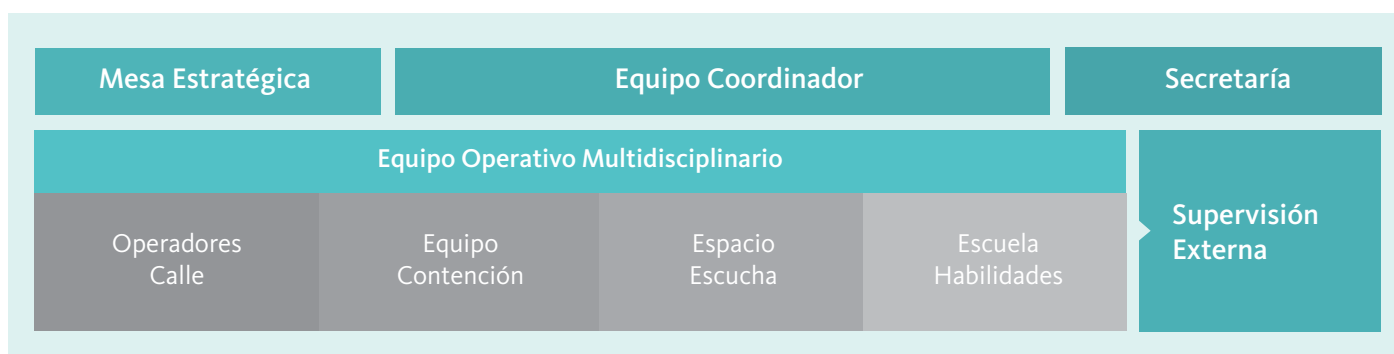 Mesa Estratégica
Equipo Coordinador
Secretaría
Equipo Operativo Multidisciplinario
Operadores
Calle
Equipo
Contención
Espacio
Escucha
Escuela
Habilidades
Supervisión
Externa